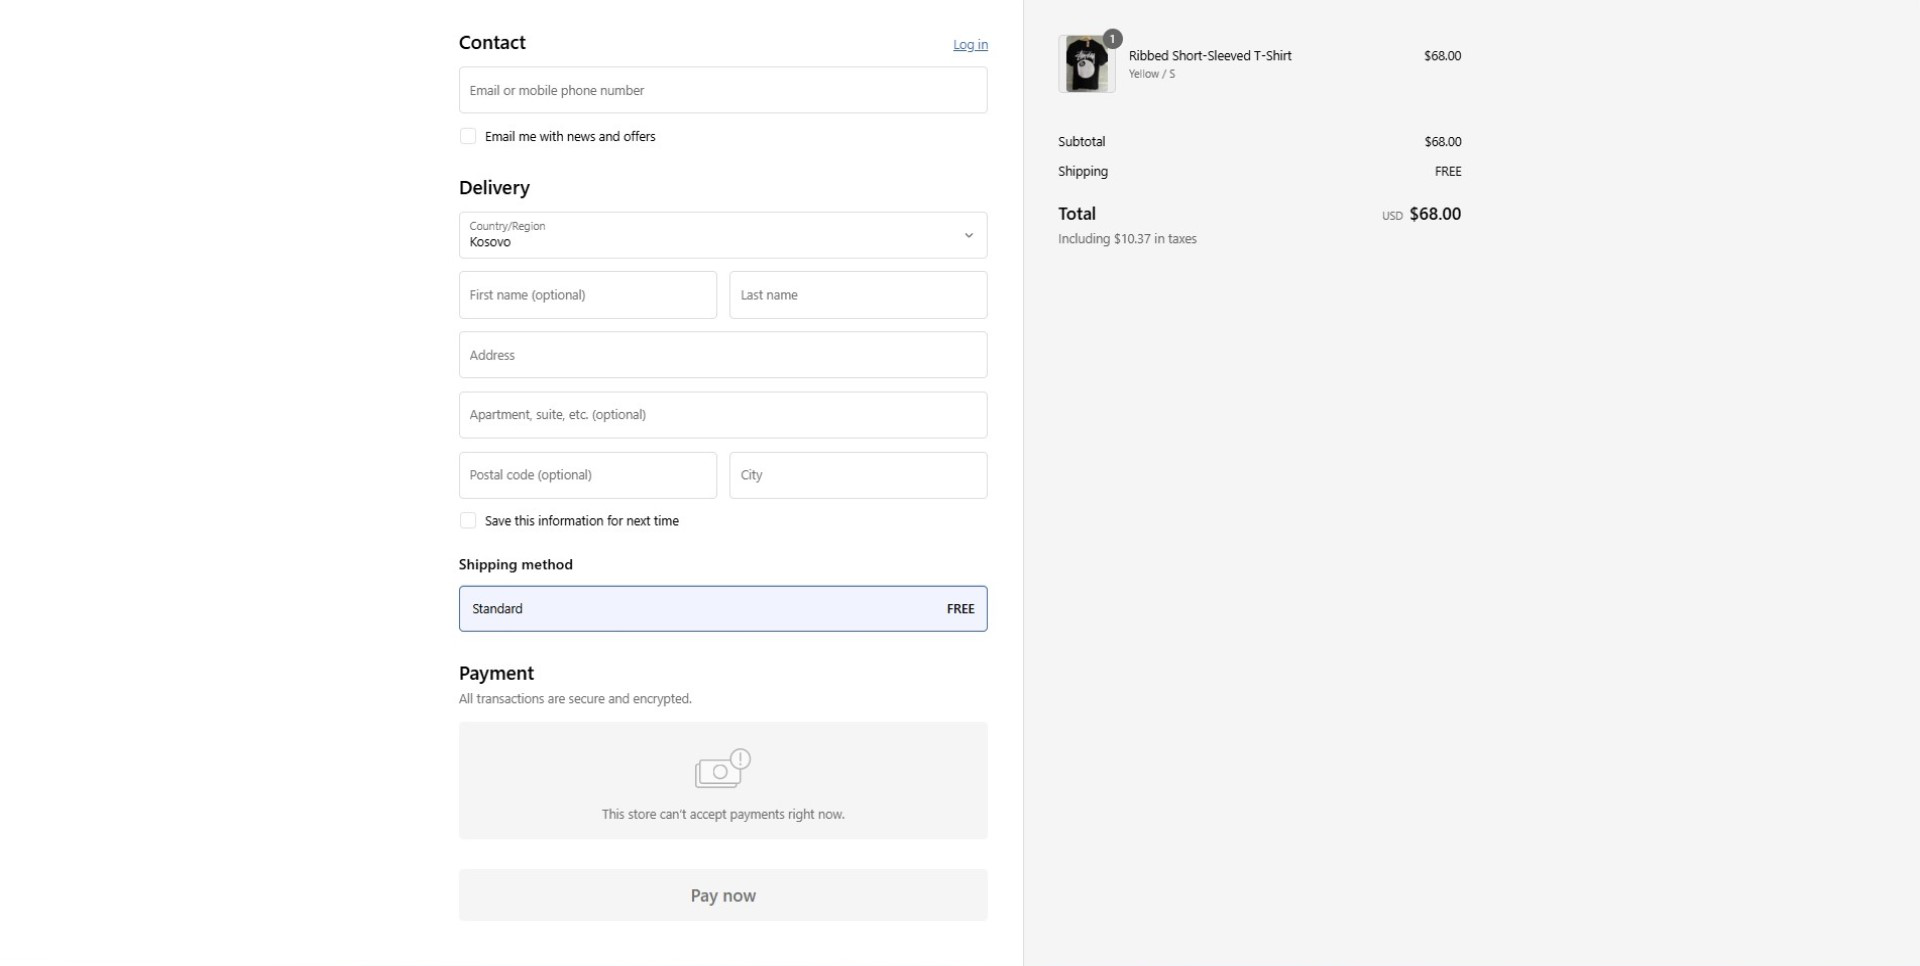 Contact
Log in
Email or mobile phone number
Email me with news and offers
Delivery
Country/Region
Kosovo
First name (optional)
Last name
Address
Apartment, suite, etc. (optional)
Postal code (optional)
City
Save this information for next time
Shipping method
Standard
FREE
Payment
All transactions are secure and encrypted.
This store can't accept payments right now.
Pay now
1
Ribbed Short-Sleeved T-Shirt
$68.00
Yellow / S
Subtotal
$68.00
Shipping
FREE
Total
USD $68.00
Including $10.37 in taxes